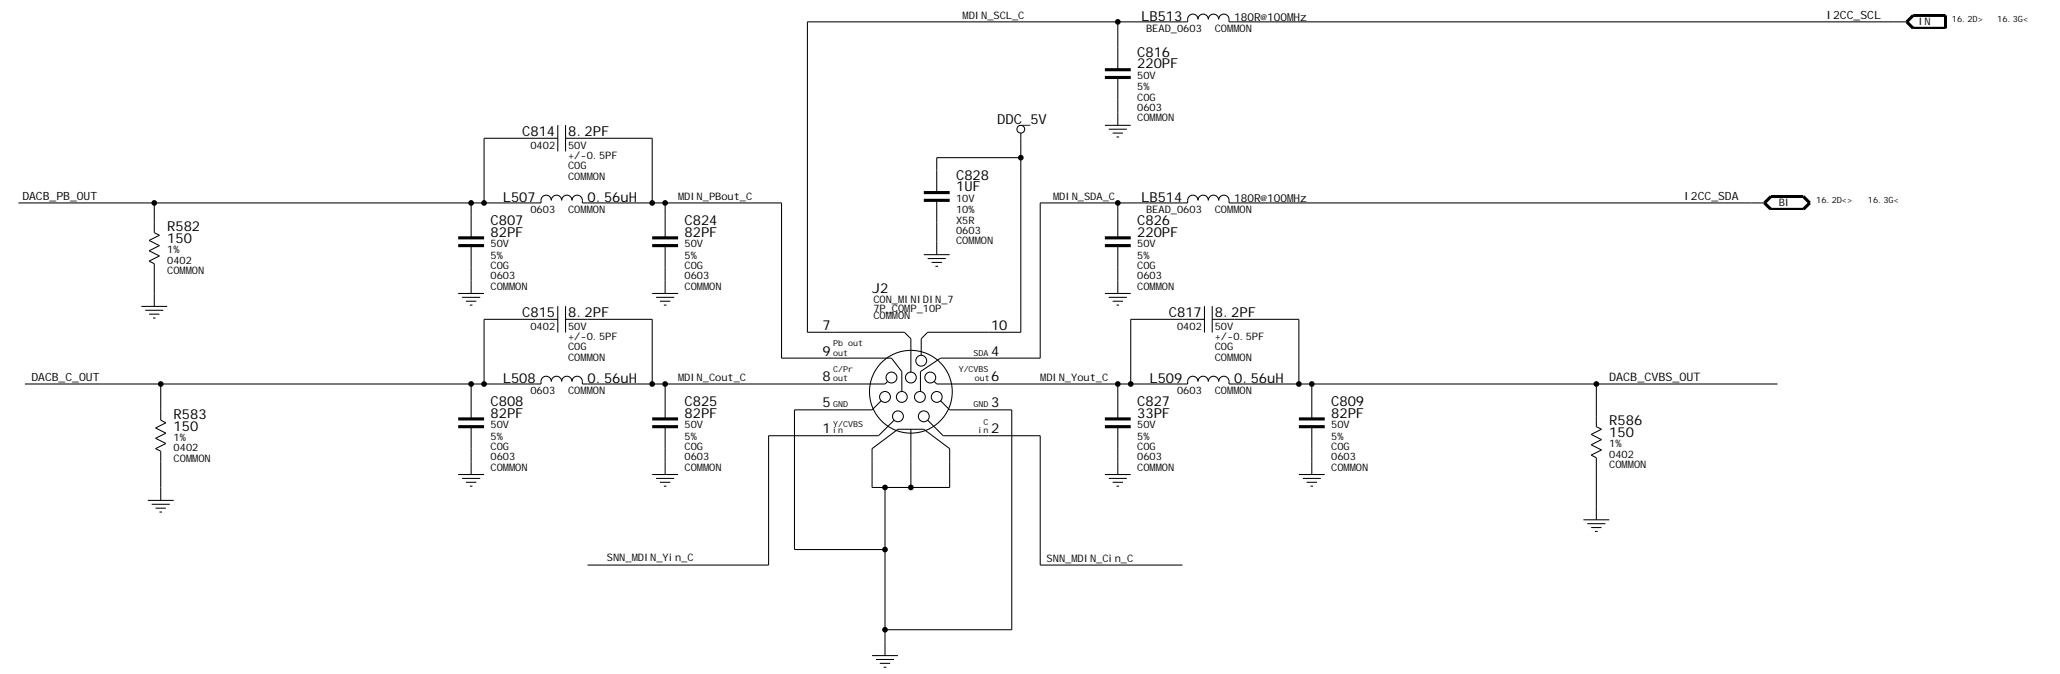 MDIN_SCL_C
LB513 180R@100MHz
BEAD_0603 COMMON
I2CC_SCL
IN
16.2D> 16.3G<
C816
220PF
50V
5%
COG
0603
COMMON
DDC_5V
C814 8.2PF
0402 50V
+/-0.5PF
COG
COMMON
DACB_PB_OUT
L507 0.56uH
0603 COMMON
MDIN_PBout_C
R582
150
1%
0402
COMMON
C807
82PF
50V
5%
COG
0603
COMMON
C824
82PF
50V
5%
COG
0603
COMMON
C828
1UF
10V
10%
X5R
0603
COMMON
MDIN_SDA_C
LB514 180R@100MHz
BEAD_0603 COMMON
I2CC_SDA
BI
16.2D<> 16.3G<
C826
220PF
50V
5%
COG
0603
COMMON
J2
CON_MINIDIN_7
7P_COMP_10P
COMMON
7
10
9 Pb out
out
SDA 4
8 C/Pr
out
Y/CVBS
out 6
5 GND
GND 3
1 Y/CVBS
in
C
in 2
C815 8.2PF
0402 50V
+/-0.5PF
COG
COMMON
DACB_C_OUT
L508 0.56uH
0603 COMMON
MDIN_Cout_C
R583
150
1%
0402
COMMON
C808
82PF
50V
5%
COG
0603
COMMON
C825
82PF
50V
5%
COG
0603
COMMON
C817 8.2PF
0402 50V
+/-0.5PF
COG
COMMON
MDIN_Yout_C
L509 0.56uH
0603 COMMON
DACB_CVBS_OUT
C827
33PF
50V
5%
COG
0603
COMMON
C809
82PF
50V
5%
COG
0603
COMMON
R586
150
1%
0402
COMMON
SNN_MDIN_Yin_C
SNN_MDIN_Cin_C